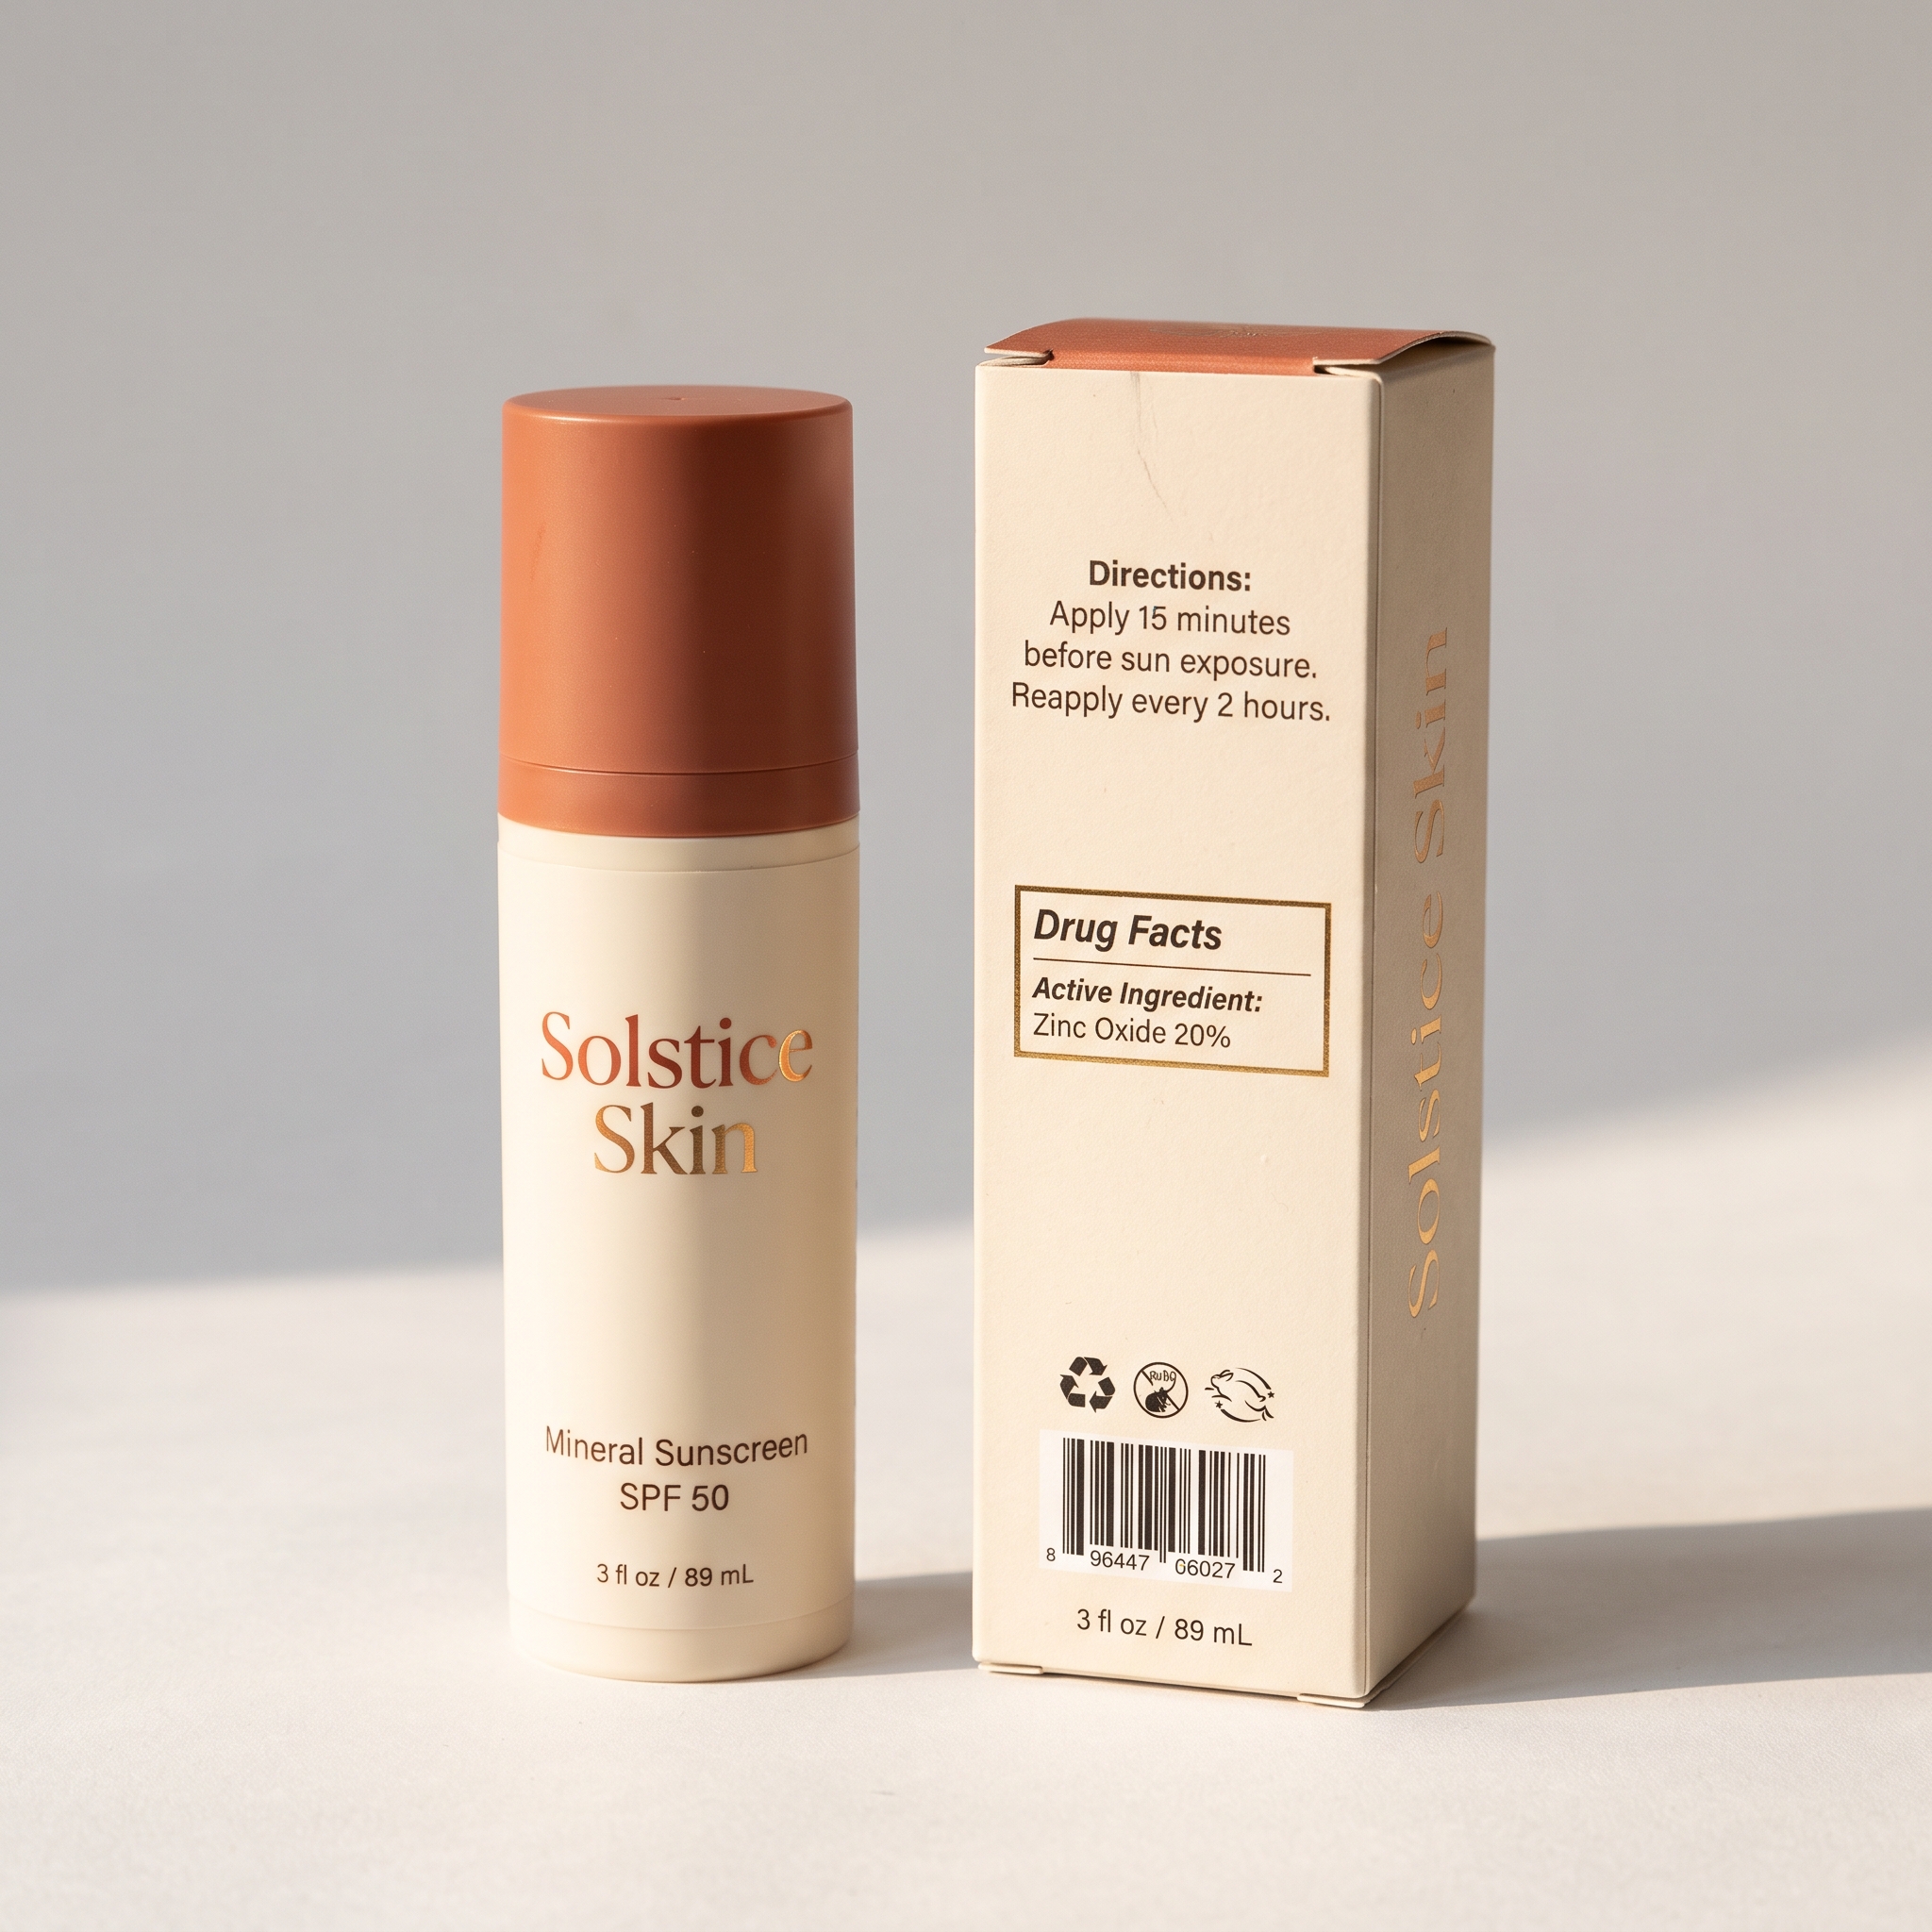 Solstice
Skin
Mineral Sunscreen
SPF 50
3 fl oz / 89 mL
Directions:
Apply 15 minutes
before sun exposure.
Reapply every 2 hours.
Drug Facts
Active Ingredient:
Zinc Oxide 20%
8 96447 66027 2
3 fl oz / 89 mL
Solstice Skin